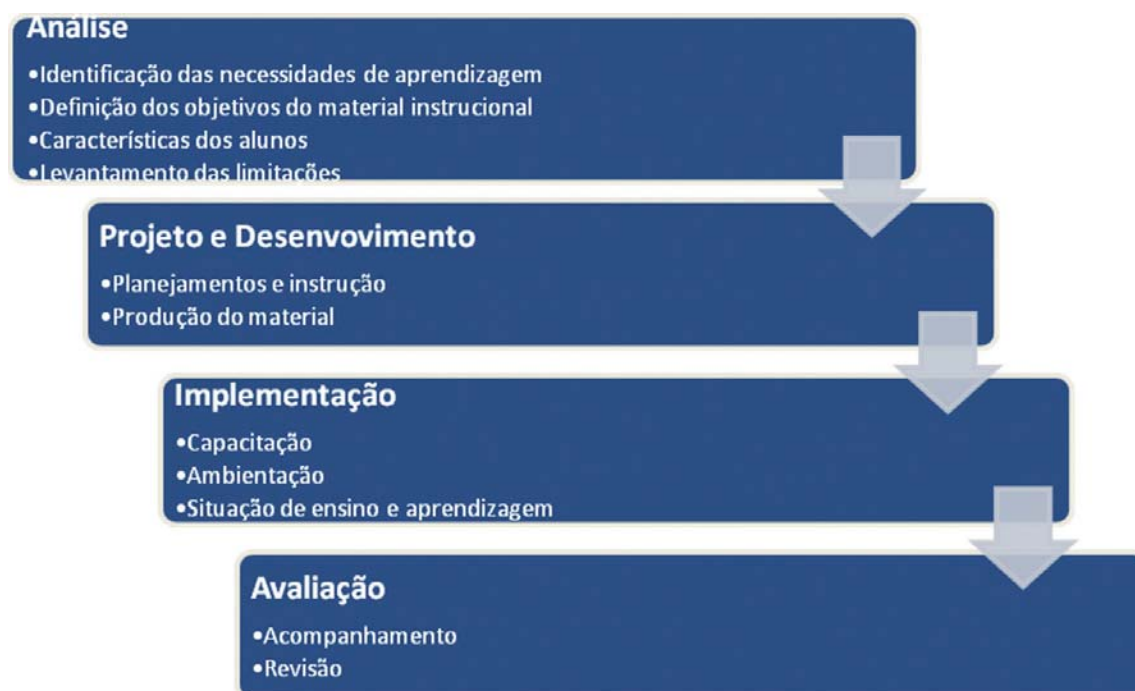 Análise
•Identificação das necessidades de aprendizagem
•Definição dos objetivos do material instrucional
•Características dos alunos
•Levantamento das limitações
Projeto e Desenvovimento
•Planejamentos e instrução
•Produção do material
Implementação
•Capacitação
•Ambientação
•Situação de ensino e aprendizagem
Avaliação
•Acompanhamento
•Revisão